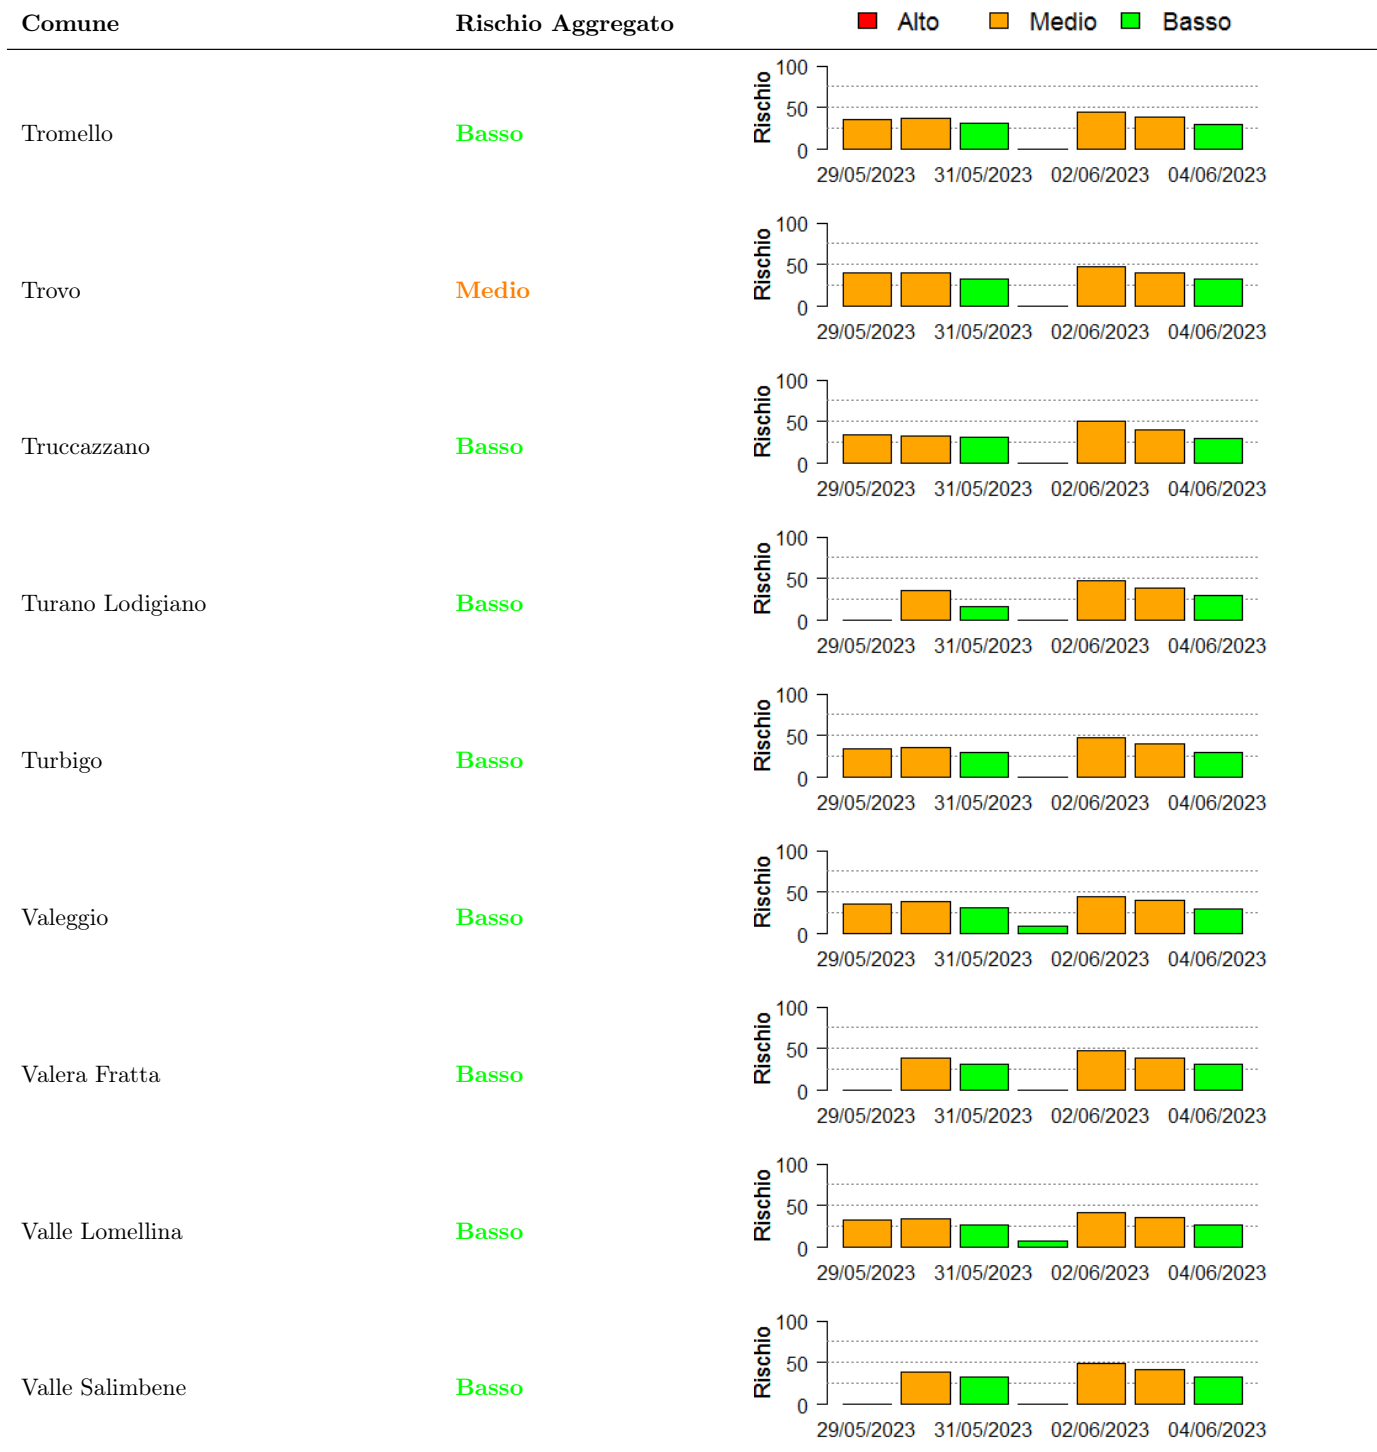 Comune Rischio Aggregato Alto Medio Basso
100
50
0
Rischio
Tromello Basso
29/05/2023 31/05/2023 02/06/2023 04/06/2023
100
50
0
Rischio
Trovo Medio
29/05/2023 31/05/2023 02/06/2023 04/06/2023
100
50
0
Rischio
Truccazzano Basso
29/05/2023 31/05/2023 02/06/2023 04/06/2023
100
50
0
Rischio
Turano Lodigiano Basso
29/05/2023 31/05/2023 02/06/2023 04/06/2023
100
50
0
Rischio
Turbigo Basso
29/05/2023 31/05/2023 02/06/2023 04/06/2023
100
50
0
Rischio
Valeggio Basso
29/05/2023 31/05/2023 02/06/2023 04/06/2023
100
50
0
Rischio
Valera Fratta Basso
29/05/2023 31/05/2023 02/06/2023 04/06/2023
100
50
0
Rischio
Valle Lomellina Basso
29/05/2023 31/05/2023 02/06/2023 04/06/2023
100
50
0
Rischio
Valle Salimbene Basso
29/05/2023 31/05/2023 02/06/2023 04/06/2023